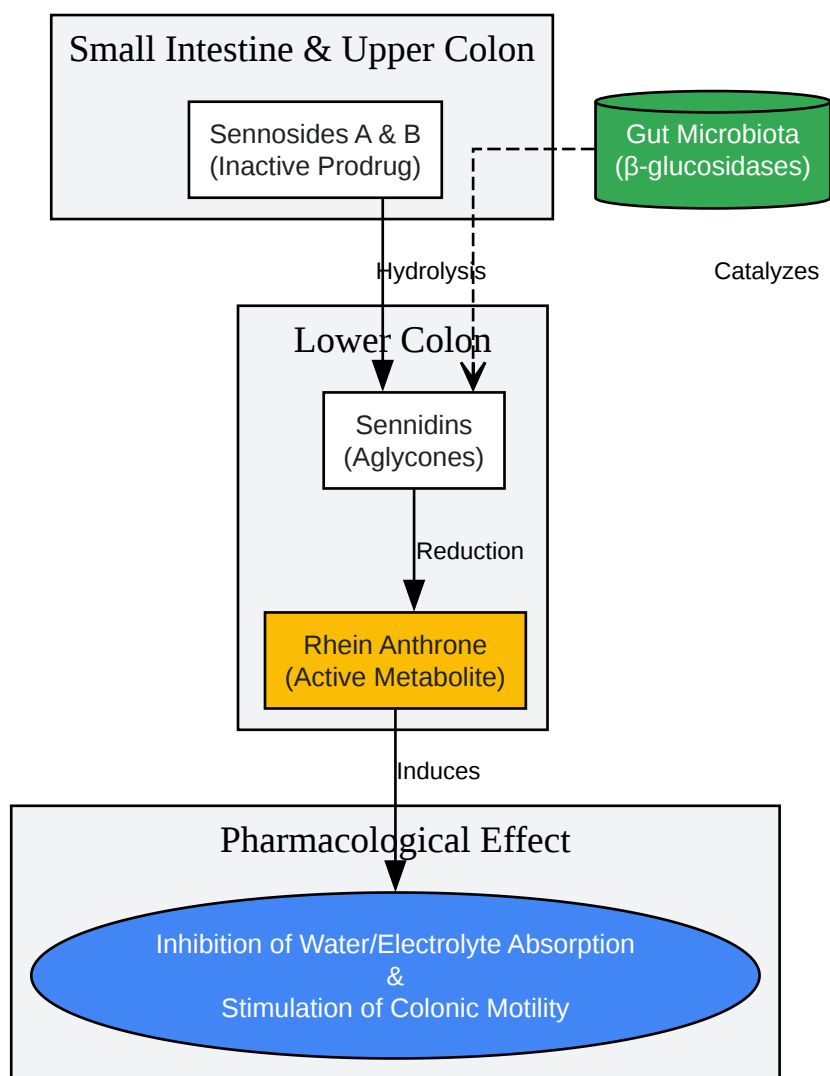 Small Intestine & Upper Colon
Sennosides A & B
(Inactive Prodrug)
Gut Microbiota
(β-glucosidases)
Hydrolysis
Catalyzes
Lower Colon
Sennidins
(Aglycones)
Reduction
Rhein Anthrone
(Active Metabolite)
Induces
Pharmacological Effect
Inhibition of Water/Electrolyte Absorption
&
Stimulation of Colonic Motility